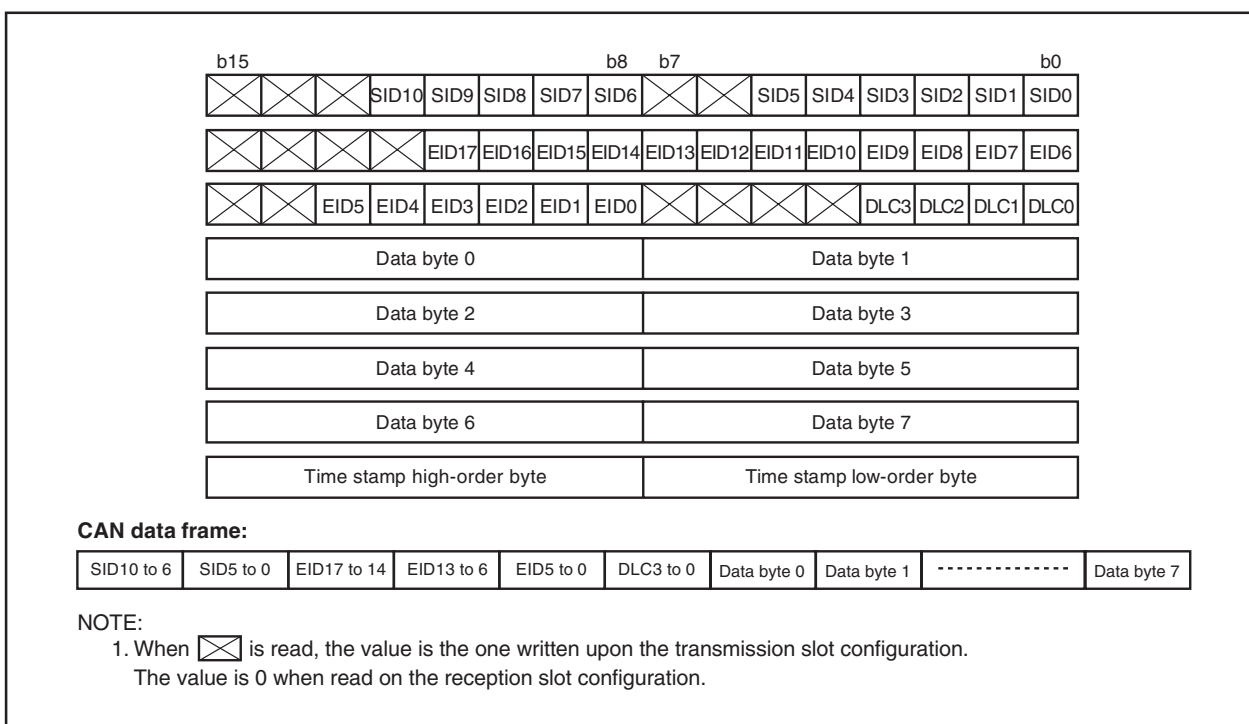 b15 b8 b7 b0
SID10 SID9 SID8 SID7 SID6 SID5 SID4 SID3 SID2 SID1 SID0
EID17 EID16 EID15 EID14 EID13 EID12 EID11 EID10 EID9 EID8 EID7 EID6
EID5 EID4 EID3 EID2 EID1 EID0 DLC3 DLC2 DLC1 DLC0
Data byte 0 Data byte 1
Data byte 2 Data byte 3
Data byte 4 Data byte 5
Data byte 6 Data byte 7
Time stamp high-order byte Time stamp low-order byte
CAN data frame:
SID10 to 6 SID5 to 0 EID17 to 14 EID13 to 6 EID5 to 0 DLC3 to 0 Data byte 0 Data byte 1 Data byte 7
NOTE:
1. When is read, the value is the one written upon the transmission slot configuration.
The value is 0 when read on the reception slot configuration.